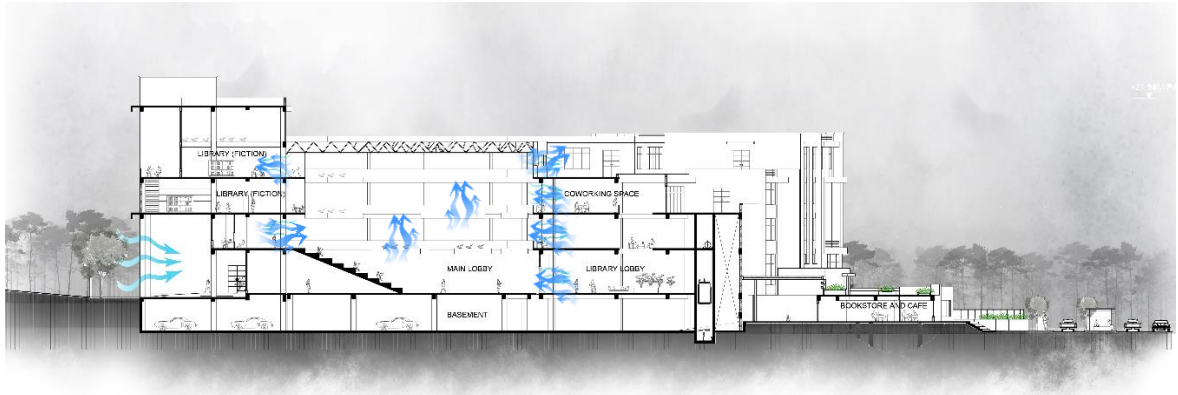 LIBRARY (FICTION)
LIBRARY (FICTION)
COWORKING SPACE
MAIN LOBBY
LIBRARY LOBBY
BOOKSTORE AND CAFE
BASEMENT